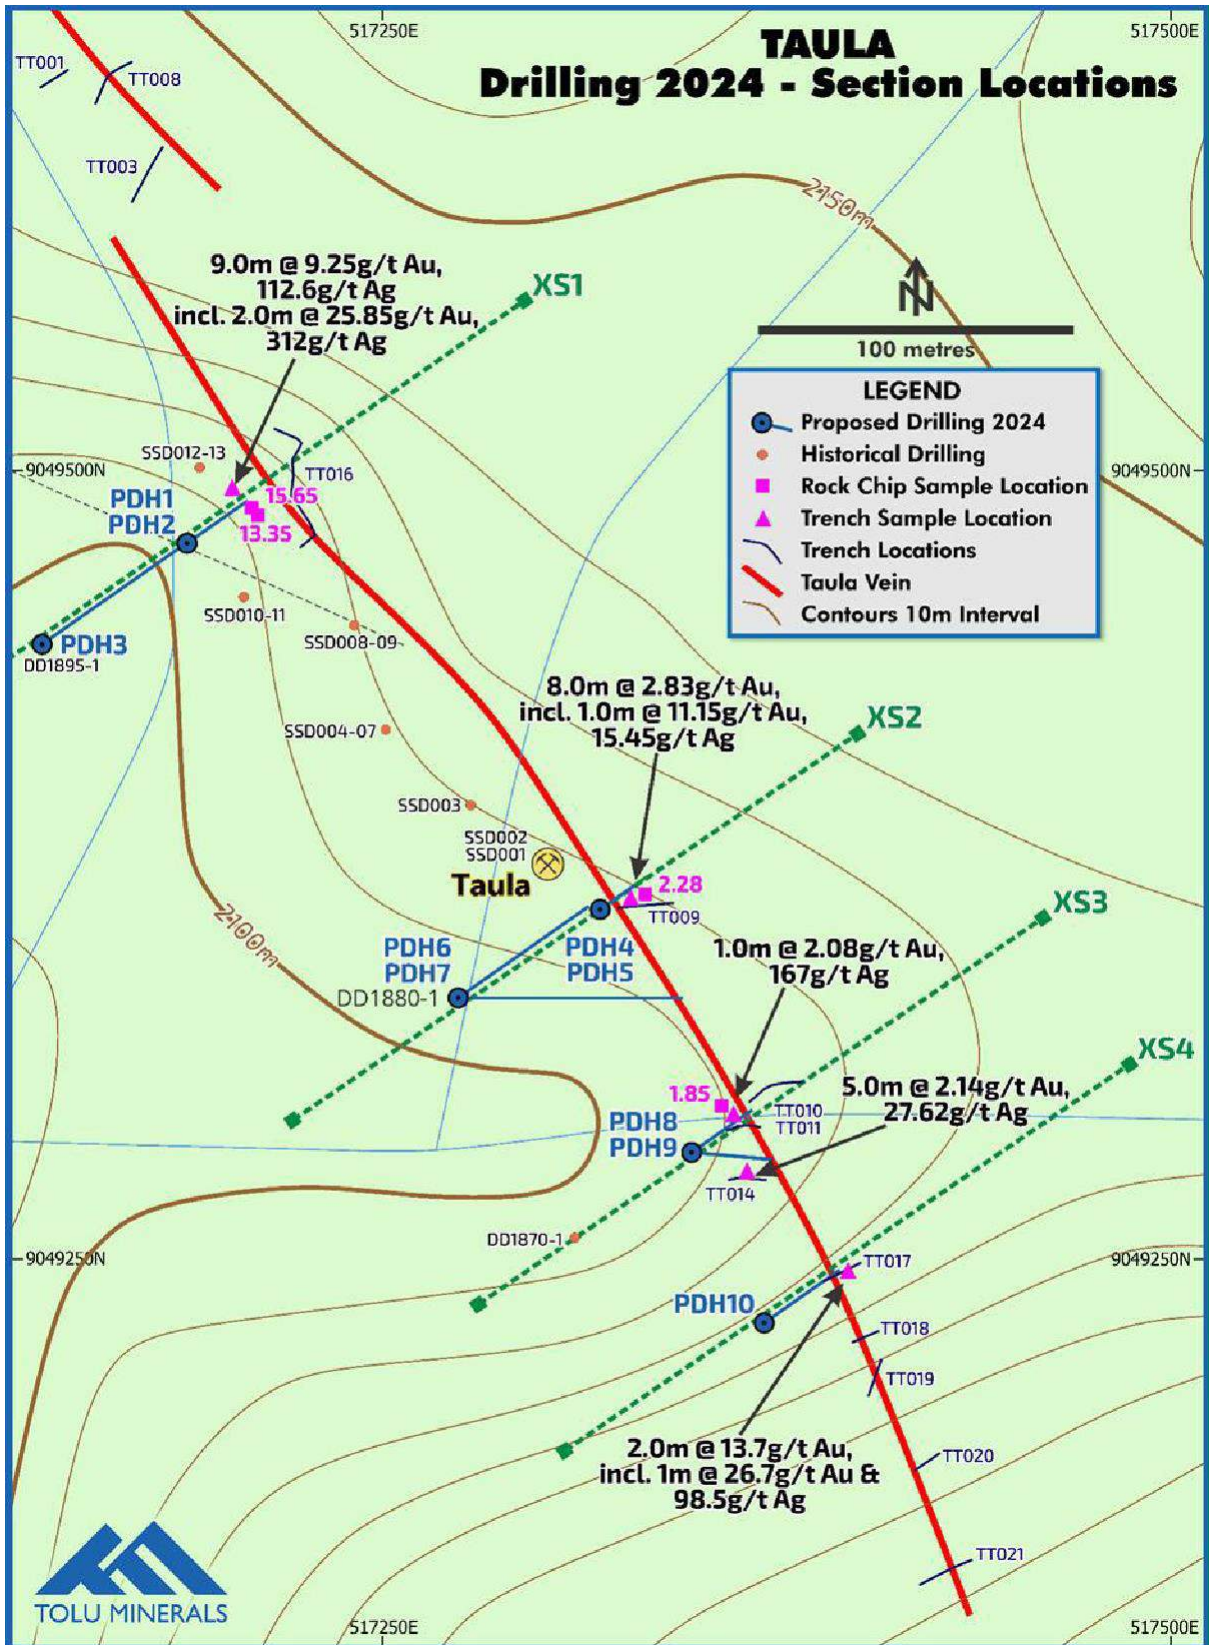 517250E
517500E
TAULA
Drilling 2024 - Section Locations
TT001
TT008
TT003
2150m
9.0m @ 9.25g/t Au,
112.6g/t Ag
incl. 2.0m @ 25.85g/t Au,
312g/t Ag
XS1
N
100 metres
LEGEND
Proposed Drilling 2024
Historical Drilling
Rock Chip Sample Location
Trench Sample Location
Trench Locations
Taula Vein
Contours 10m Interval
SSD012-13
9049500N
9049500N
TT016
15.65
13.35
PDH1
PDH2
SSD010-11
SSD008-09
PDH3
DD1895-1
8.0m @ 2.83g/t Au,
incl. 1.0m @ 11.15g/t Au,
15.45g/t Ag
XS2
SSD004-07
SSD003
SSD002
SSD001
Taula
2.28
TT009
XS3
2100m
PDH6
PDH7
DD1880-1
PDH4
PDH5
1.0m @ 2.08g/t Au,
167g/t Ag
XS4
1.85
5.0m @ 2.14g/t Au,
27.62g/t Ag
TT010
TT011
PDH8
PDH9
TT014
DD1870-1
9049250N
9049250N
TT017
PDH10
TT018
TT019
2.0m @ 13.7g/t Au,
incl. 1m @ 26.7g/t Au &
98.5g/t Ag
TT020
TT021
TOLU MINERALS
517250E
517500E